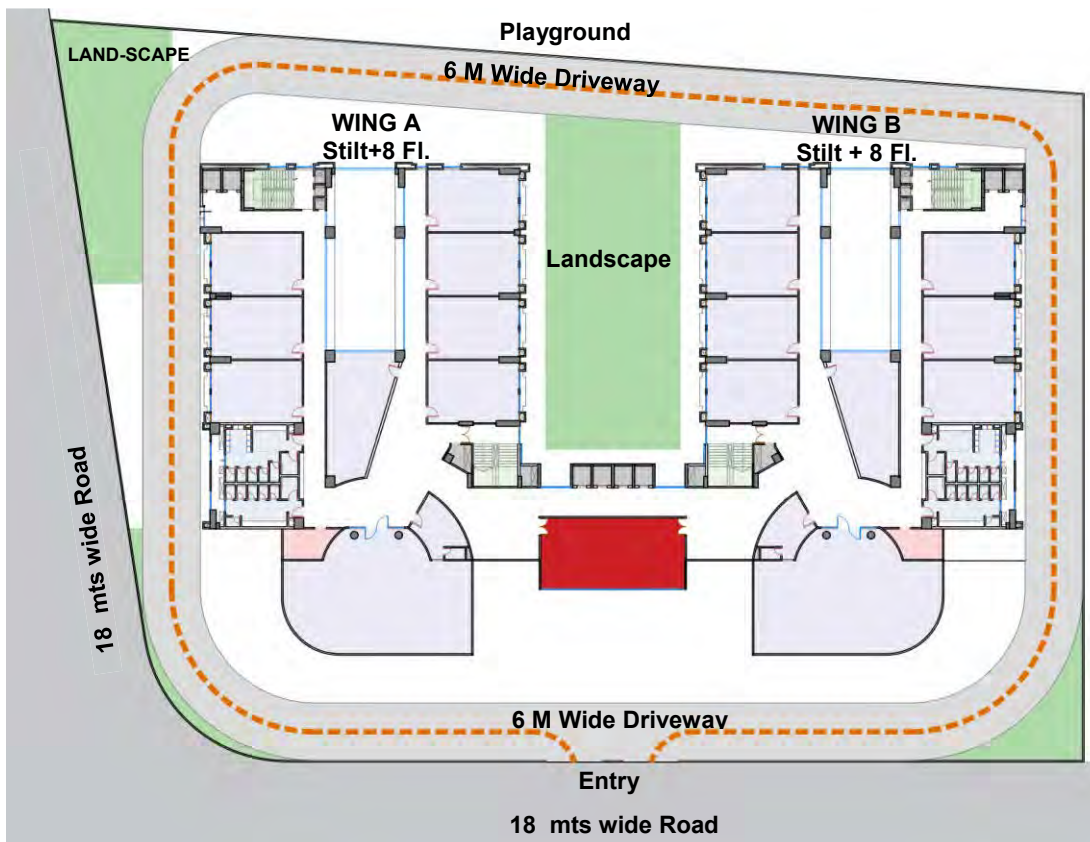 Playground
LAND-SCAPE
6 M Wide Driveway
WING A
Stilt+8 Fl.
WING B
Stilt + 8 Fl.
Landscape
18 mts wide Road
6 M Wide Driveway
Entry
18 mts wide Road